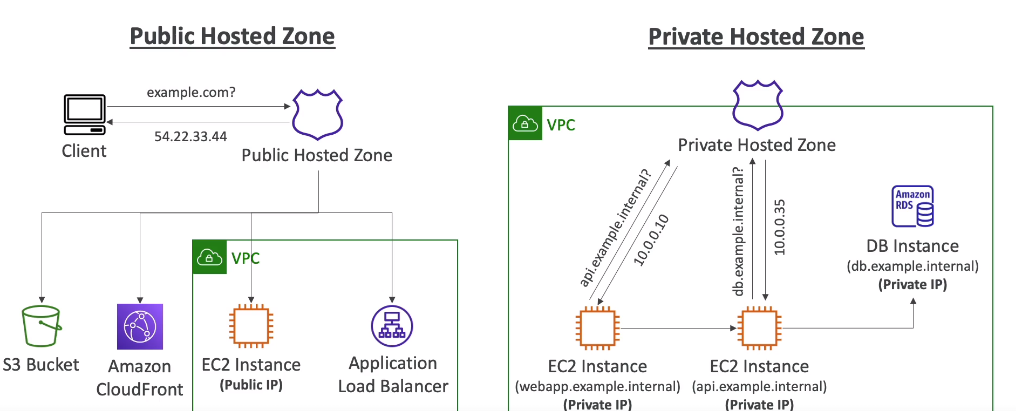 Public Hosted Zone
example.com?
54.22.33.44
Client
Public Hosted Zone
VPC
S3 Bucket
Amazon
CloudFront
EC2 Instance
(Public IP)
Application
Load Balancer
Private Hosted Zone
VPC
Private Hosted Zone
api.example.internal?
10.0.0.10
db.example.internal?
10.0.0.35
Amazon
RDS
DB Instance
(db.example.internal)
(Private IP)
EC2 Instance
(webapp.example.internal)
(Private IP)
EC2 Instance
(api.example.internal)
(Private IP)